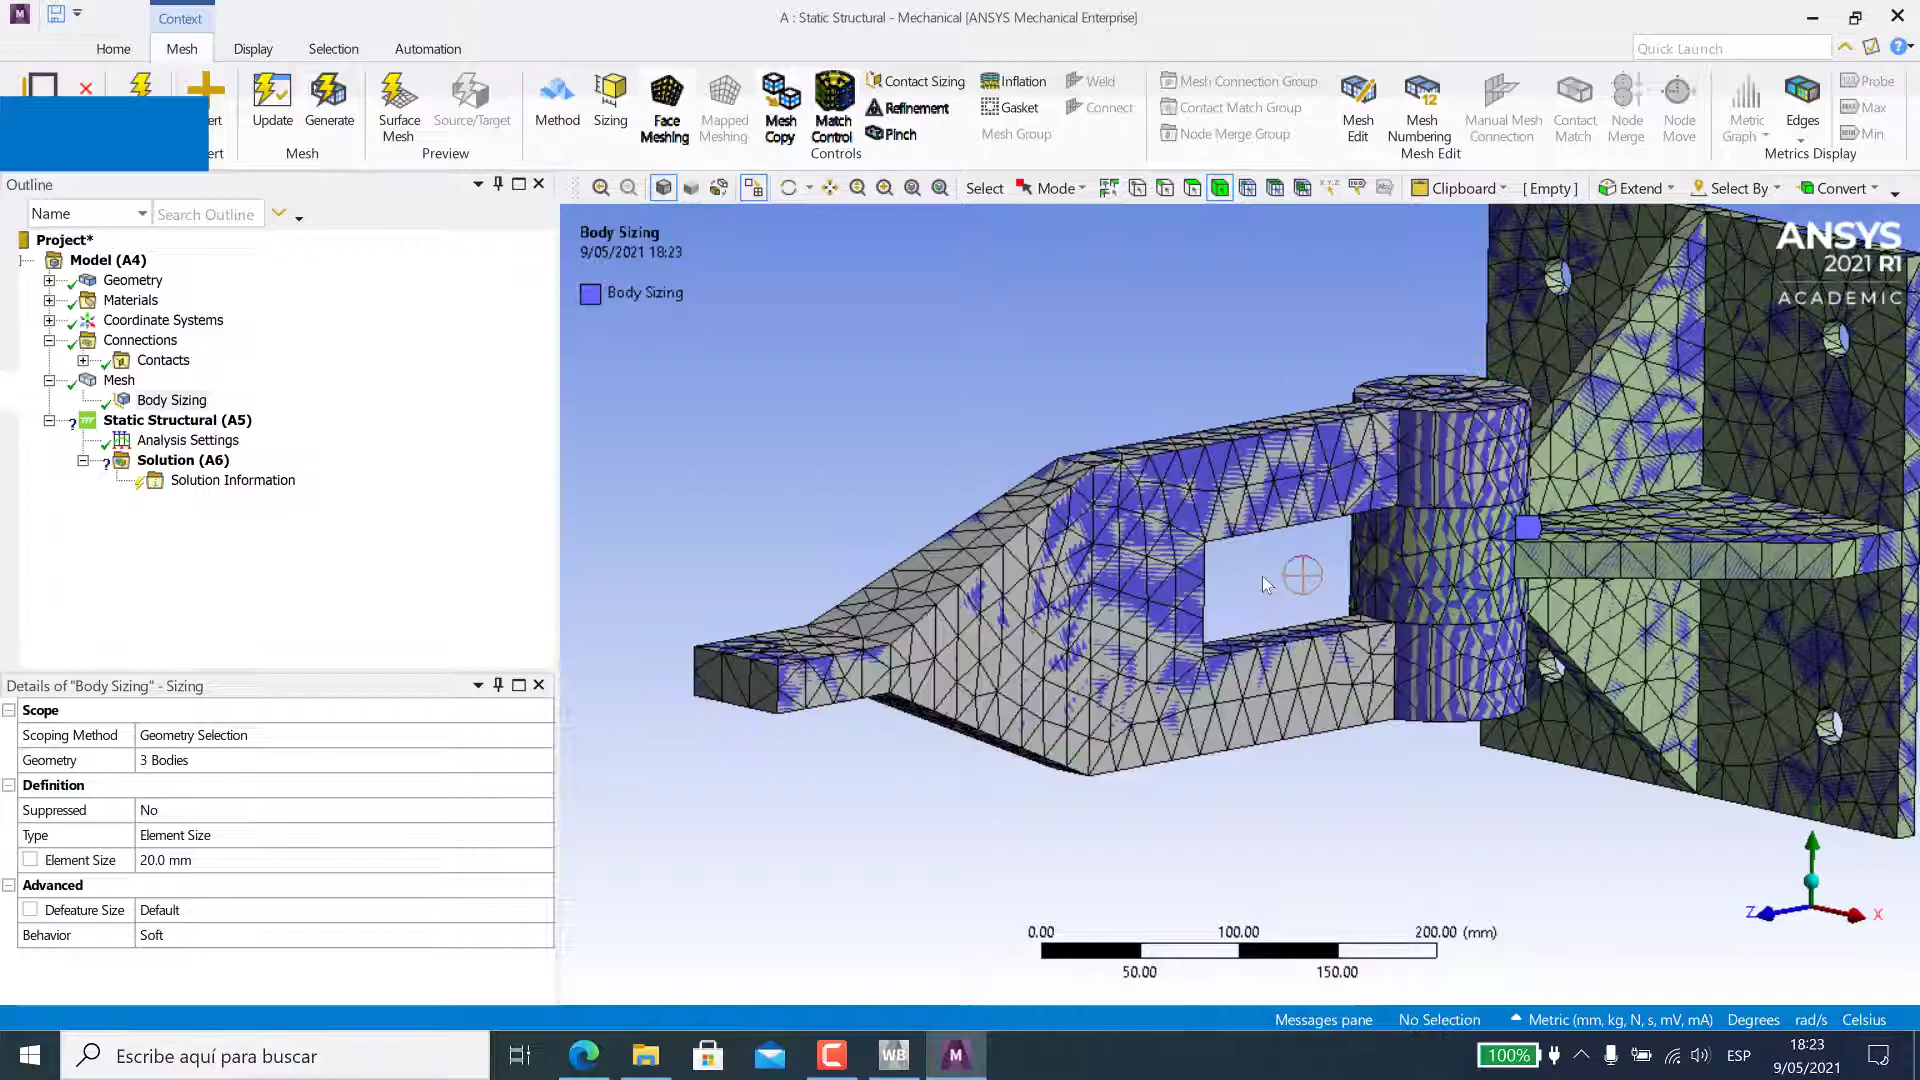 Context
A : Static Structural - Mechanical [ANSYS Mechanical Enterprise]
Home
Mesh
Display
Selection
Automation
Quick Launch
Update
Generate
Mesh
Surface Mesh
Source/Target
Preview
Method
Sizing
Face Meshing
Mapped Meshing
Mesh Copy
Match Control
Contact Sizing
Refinement
Pinch
Inflation
Gasket
Mesh Group
Weld
Connect
Controls
Mesh Connection Group
Contact Match Group
Node Merge Group
Mesh Edit
Mesh Numbering
Manual Mesh Connection
Contact Match
Node Merge
Node Move
Mesh Edit
Metric Graph
Edges
Probe
Max
Min
Metrics Display
Outline
Name
Search Outline
Select
Mode
Clipboard
[ Empty ]
Extend
Select By
Convert
Project*
Model (A4)
Geometry
Materials
Coordinate Systems
Connections
Contacts
Mesh
Body Sizing
Static Structural (A5)
Analysis Settings
Solution (A6)
Solution Information
Body Sizing
9/05/2021 18:23
Body Sizing
ANSYS
2021 R1
ACADEMIC
Details of "Body Sizing" - Sizing
Scope
Scoping Method Geometry Selection
Geometry 3 Bodies
Definition
Suppressed No
Type Element Size
Element Size 20.0 mm
Advanced
Defeature Size Default
Behavior Soft
0.00 100.00 200.00 (mm)
50.00 150.00
Z X
Messages pane
No Selection
Metric (mm, kg, N, s, mV, mA)
Degrees
rad/s
Celsius
Escribe aquí para buscar
WB
M
100%
ESP
18:23
9/05/2021